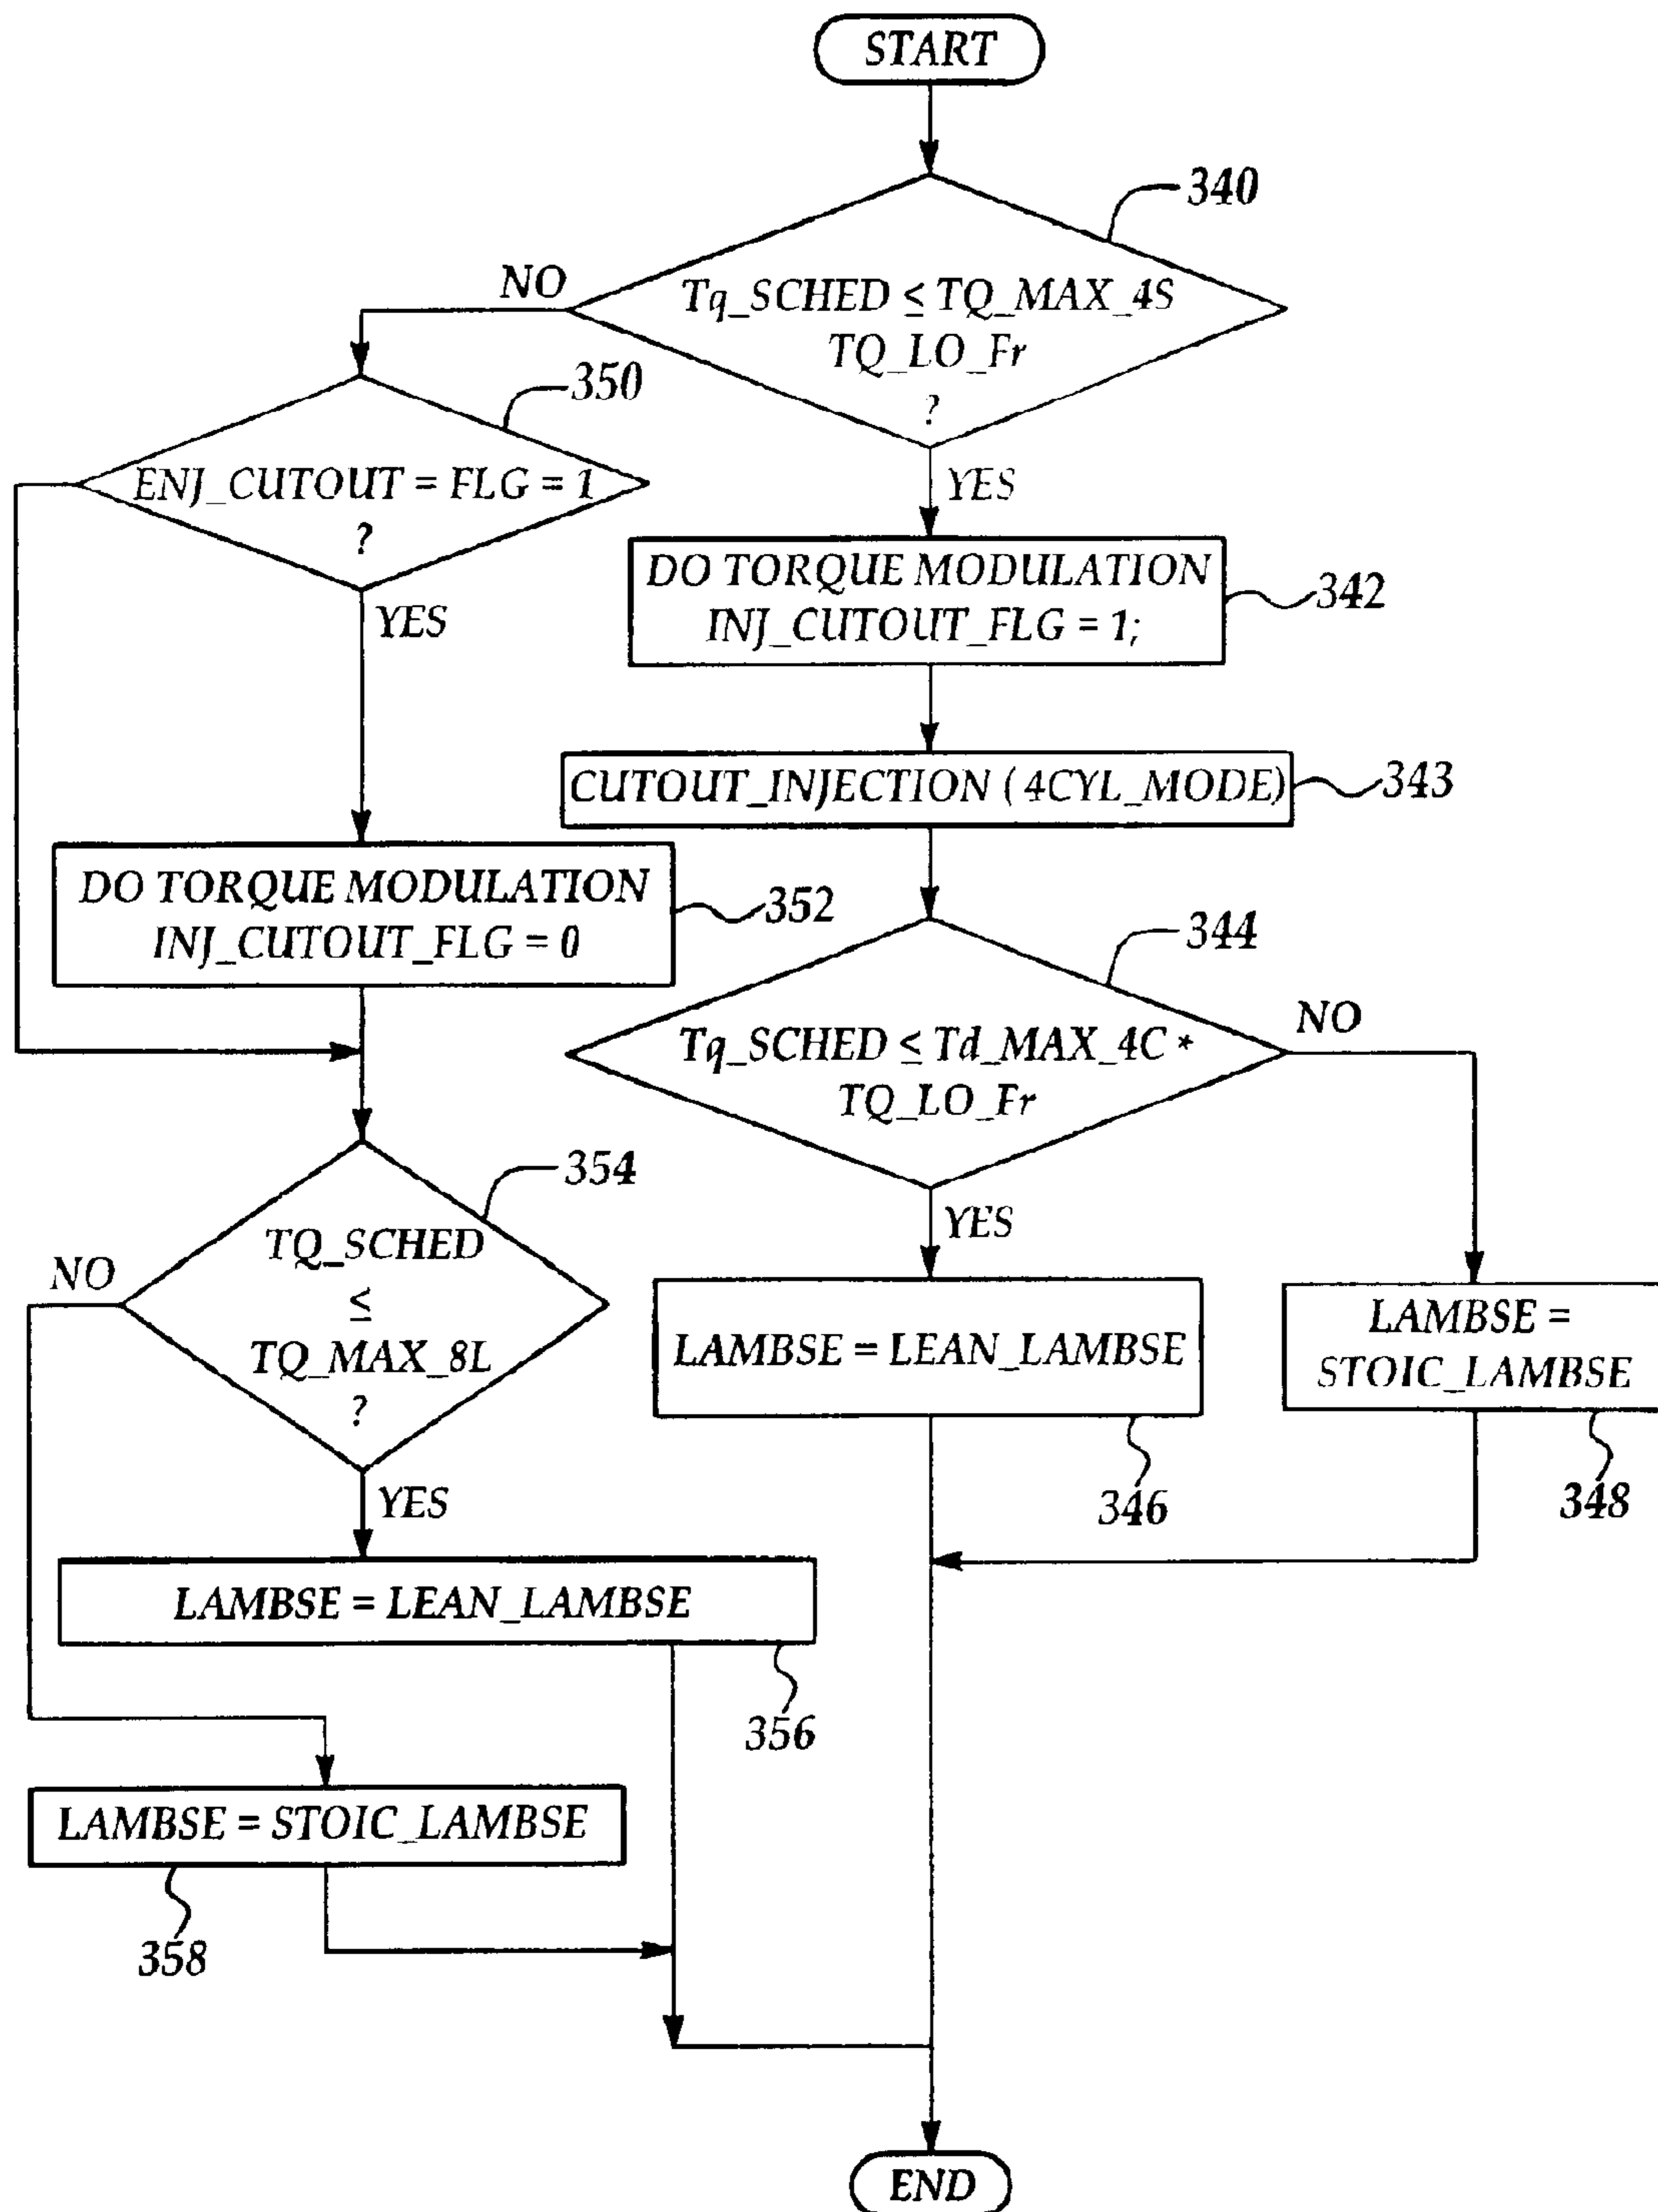 START
340
Tq_SCHED ≤ TQ_MAX_4S
TQ_LO_Fr
?
NO
YES
350
ENJ_CUTOUT = FLG = 1
?
YES
DO TORQUE MODULATION
INJ_CUTOUT_FLG = 1;
342
CUTOUT_INJECTION ( 4CYL_MODE)
343
DO TORQUE MODULATION
INJ_CUTOUT_FLG = 0
352
344
Tq_SCHED ≤ Td_MAX_4C *
TQ_LO_Fr
NO
YES
354
TQ_SCHED
≤
TQ_MAX_8L
?
NO
YES
LAMBSE = LEAN_LAMBSE
346
LAMBSE =
STOIC_LAMBSE
348
LAMBSE = LEAN_LAMBSE
356
LAMBSE = STOIC_LAMBSE
358
END